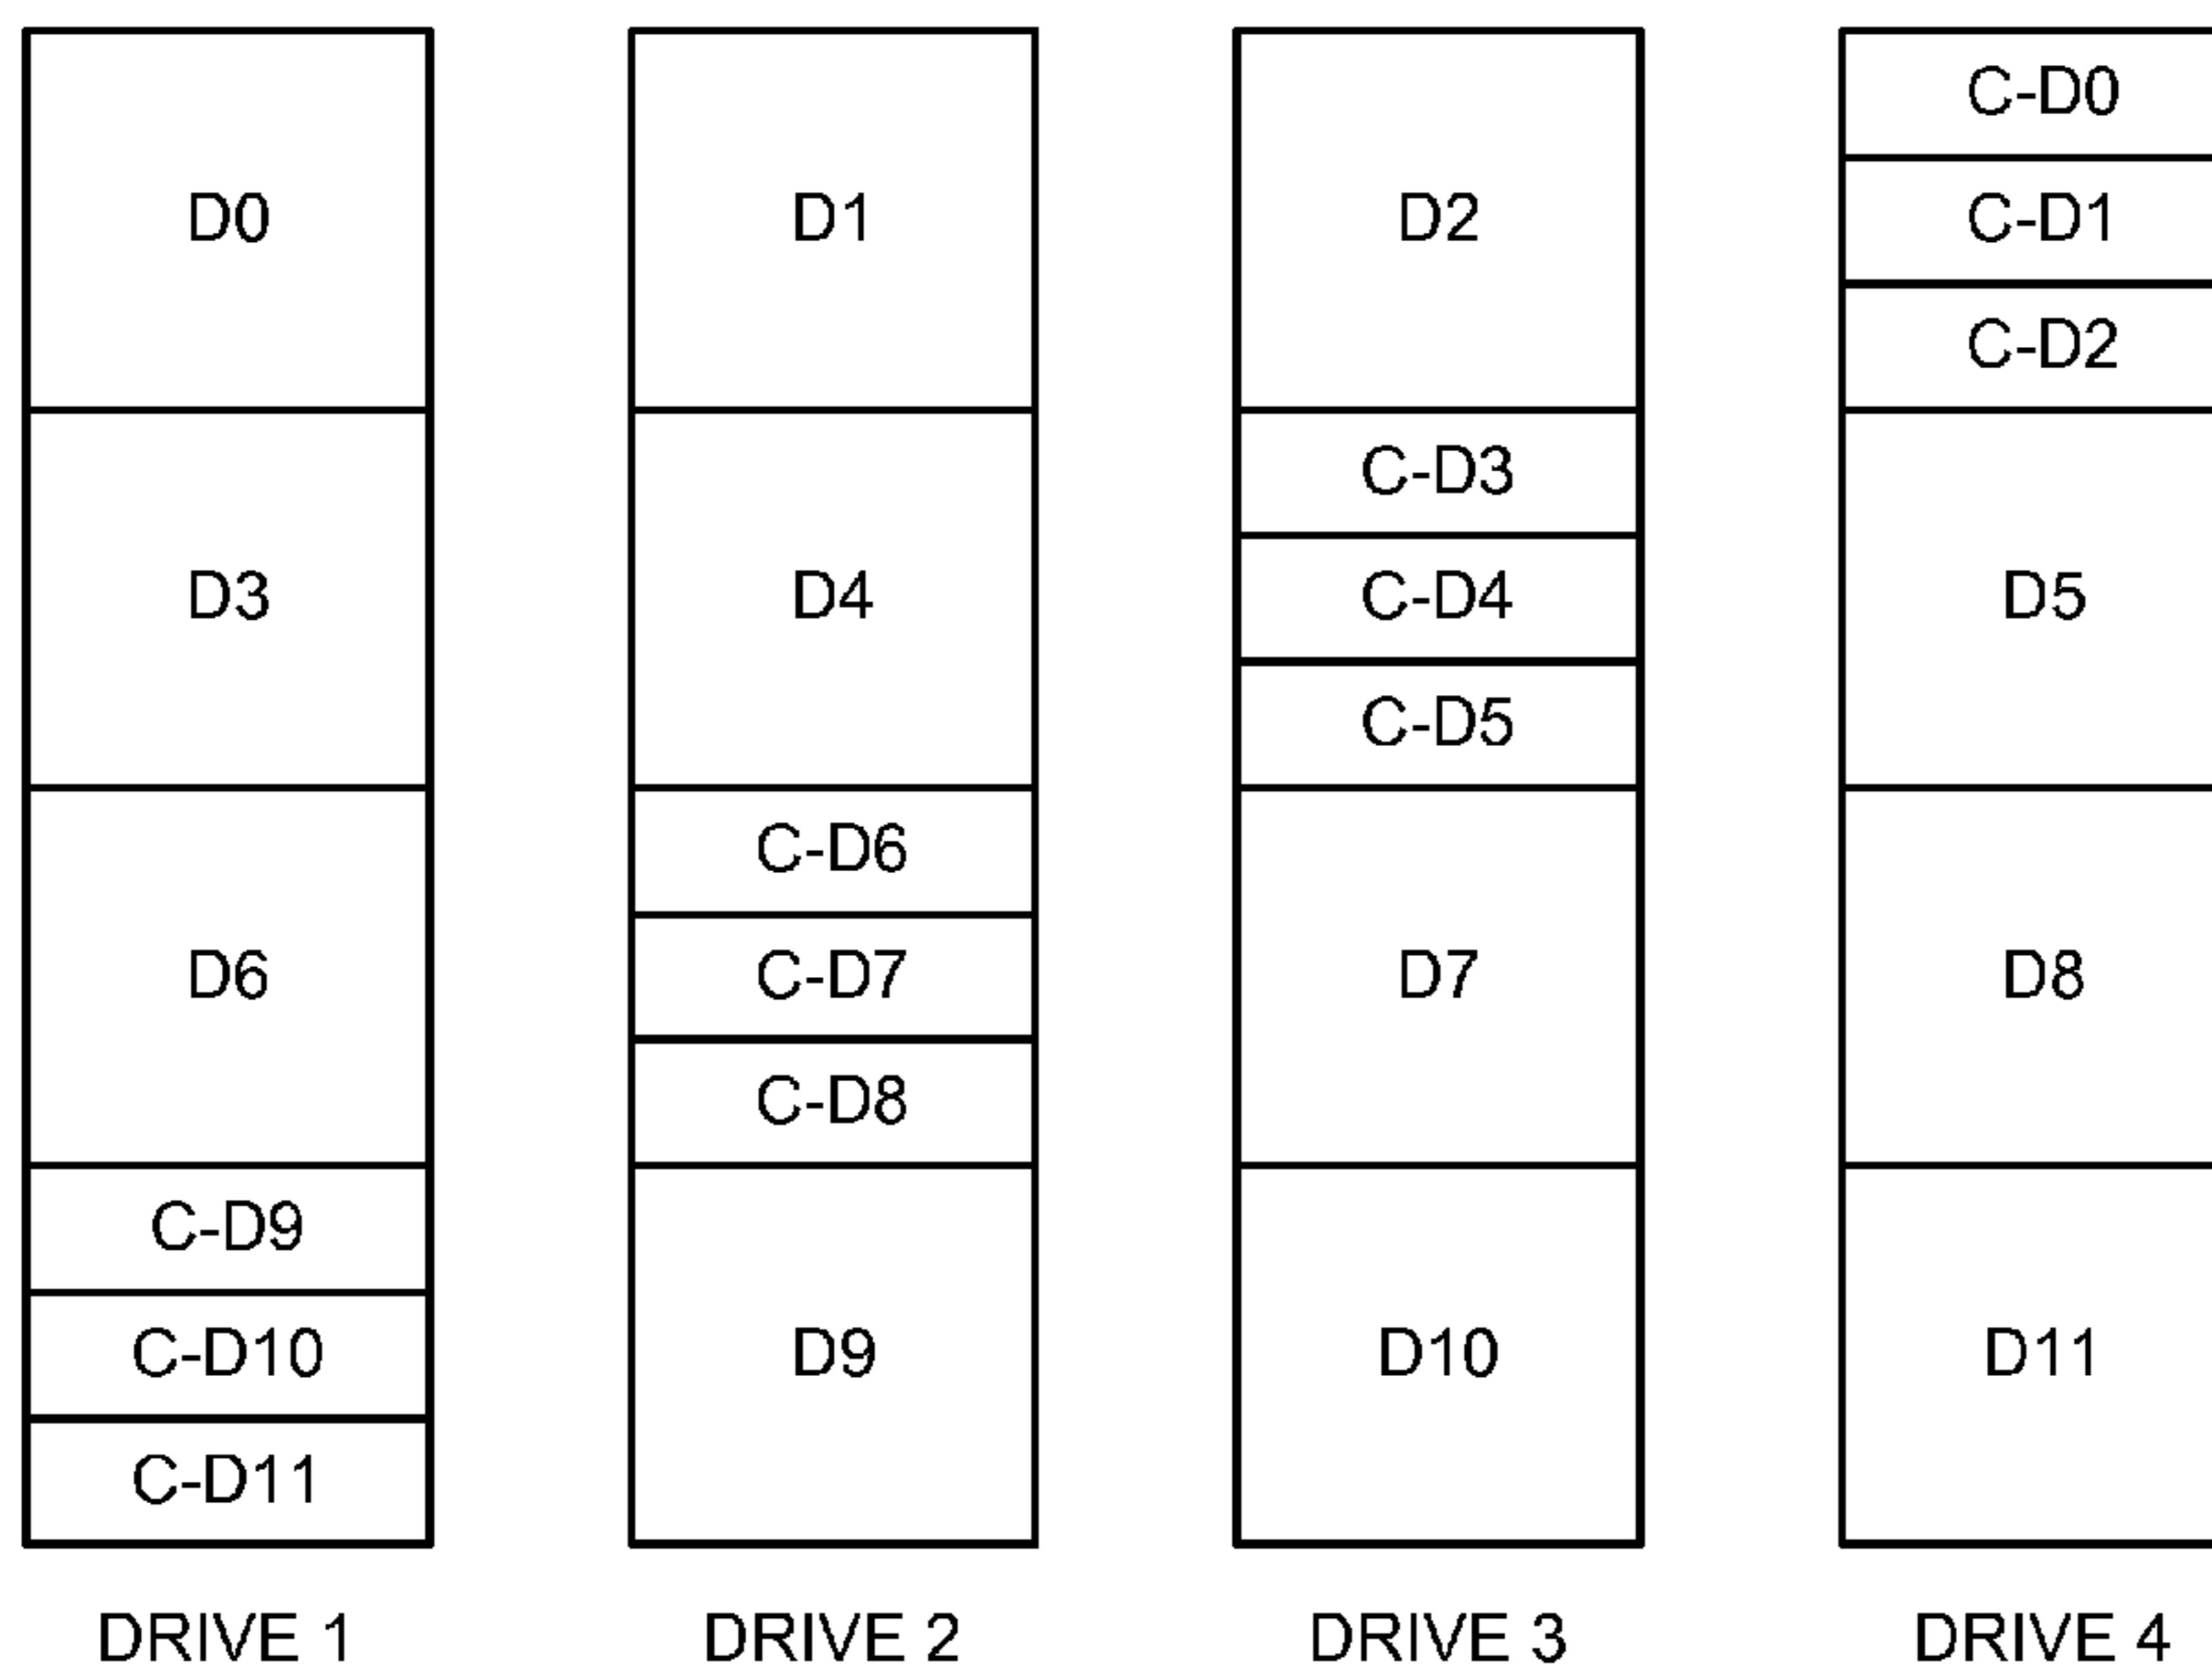 D0
D3
D6
C-D9
C-D10
C-D11
DRIVE 1
D1
D4
C-D6
C-D7
C-D8
D9
DRIVE 2
D2
C-D3
C-D4
C-D5
D7
D10
DRIVE 3
C-D0
C-D1
C-D2
D5
D8
D11
DRIVE 4